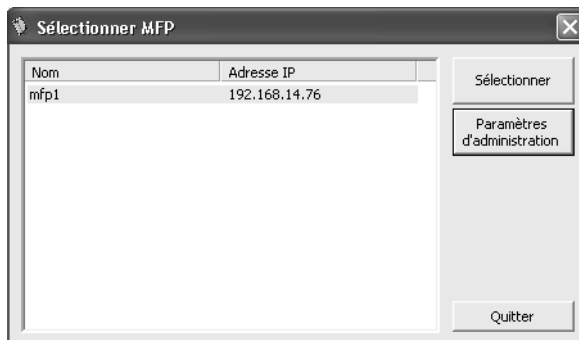 Sélectionner MFP
Nom Adresse IP
mfp1 192.168.14.76
Sélectionner
Paramètres
d'administration
Quitter